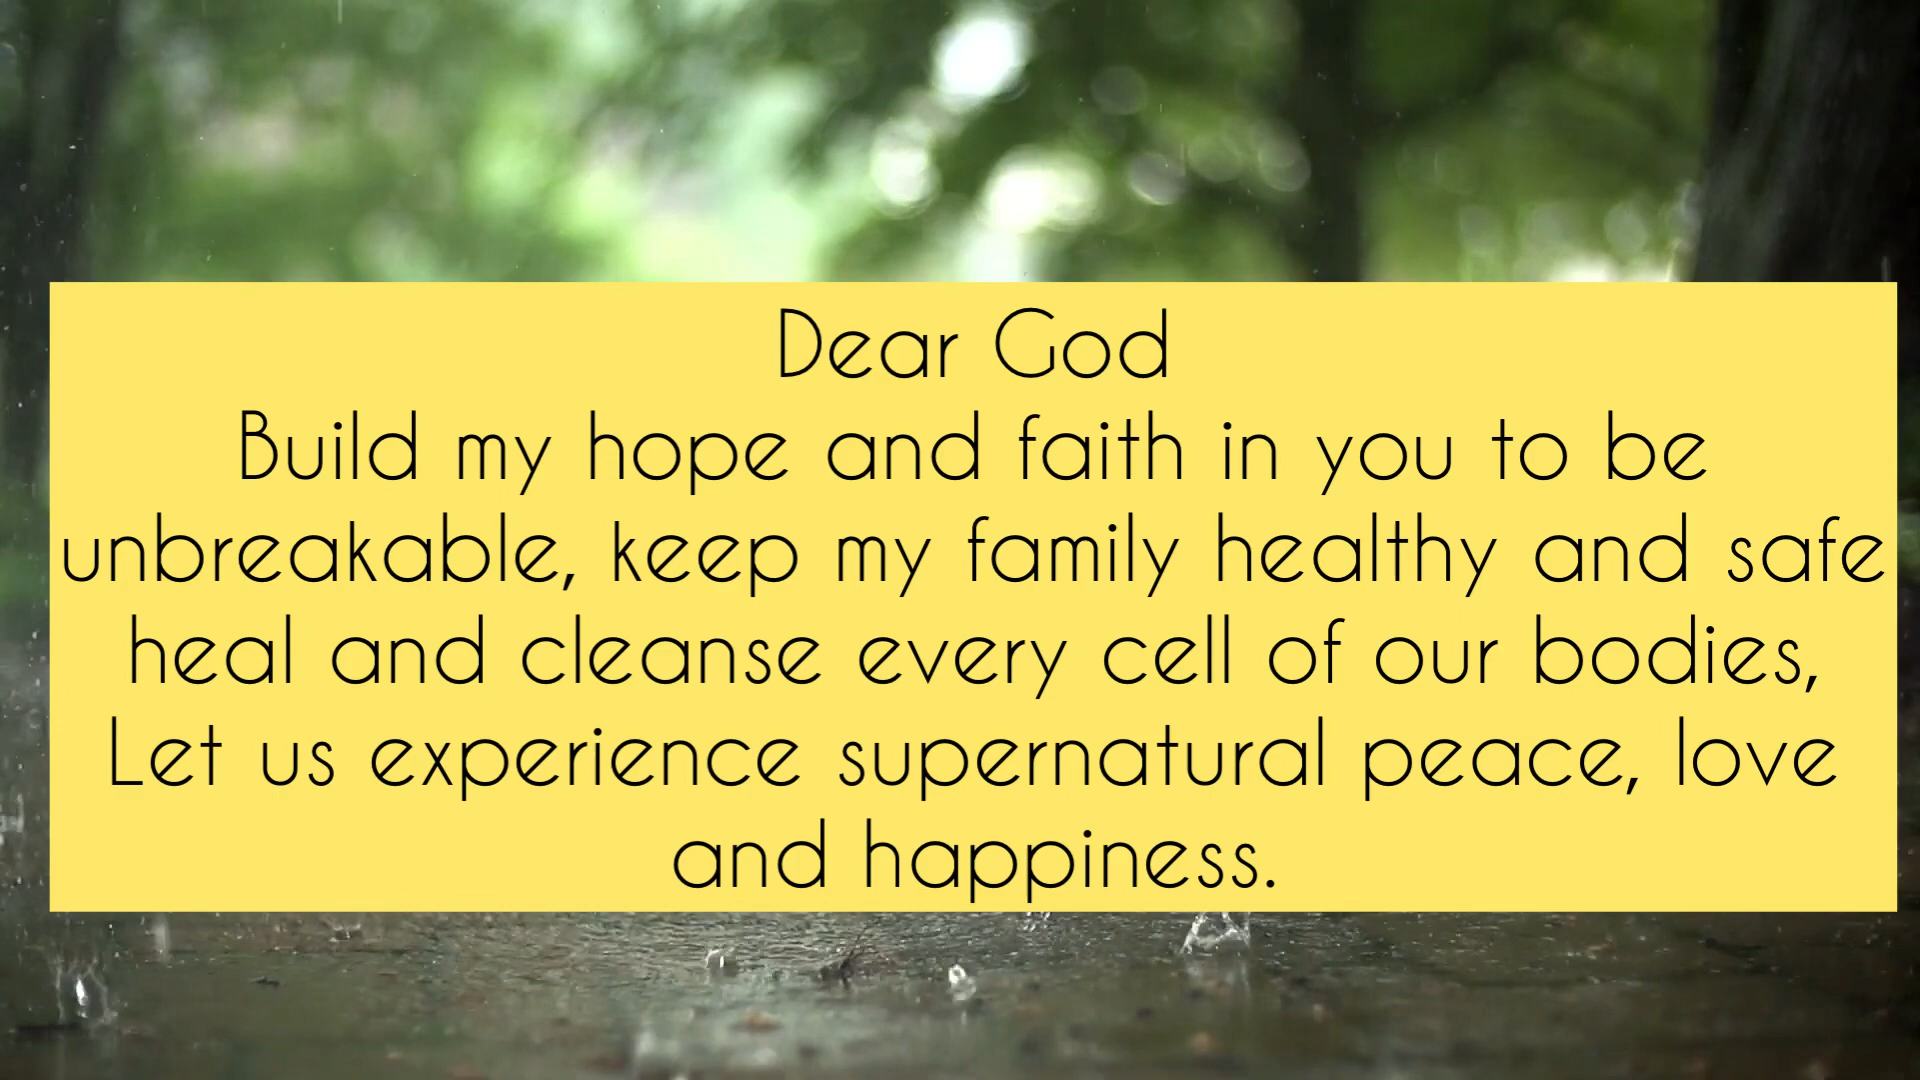 Dear God
Build my hope and faith in you to be
unbreakable, keep my family healthy and safe
heal and cleanse every cell of our bodies,
Let us experience supernatural peace, love
and happiness.